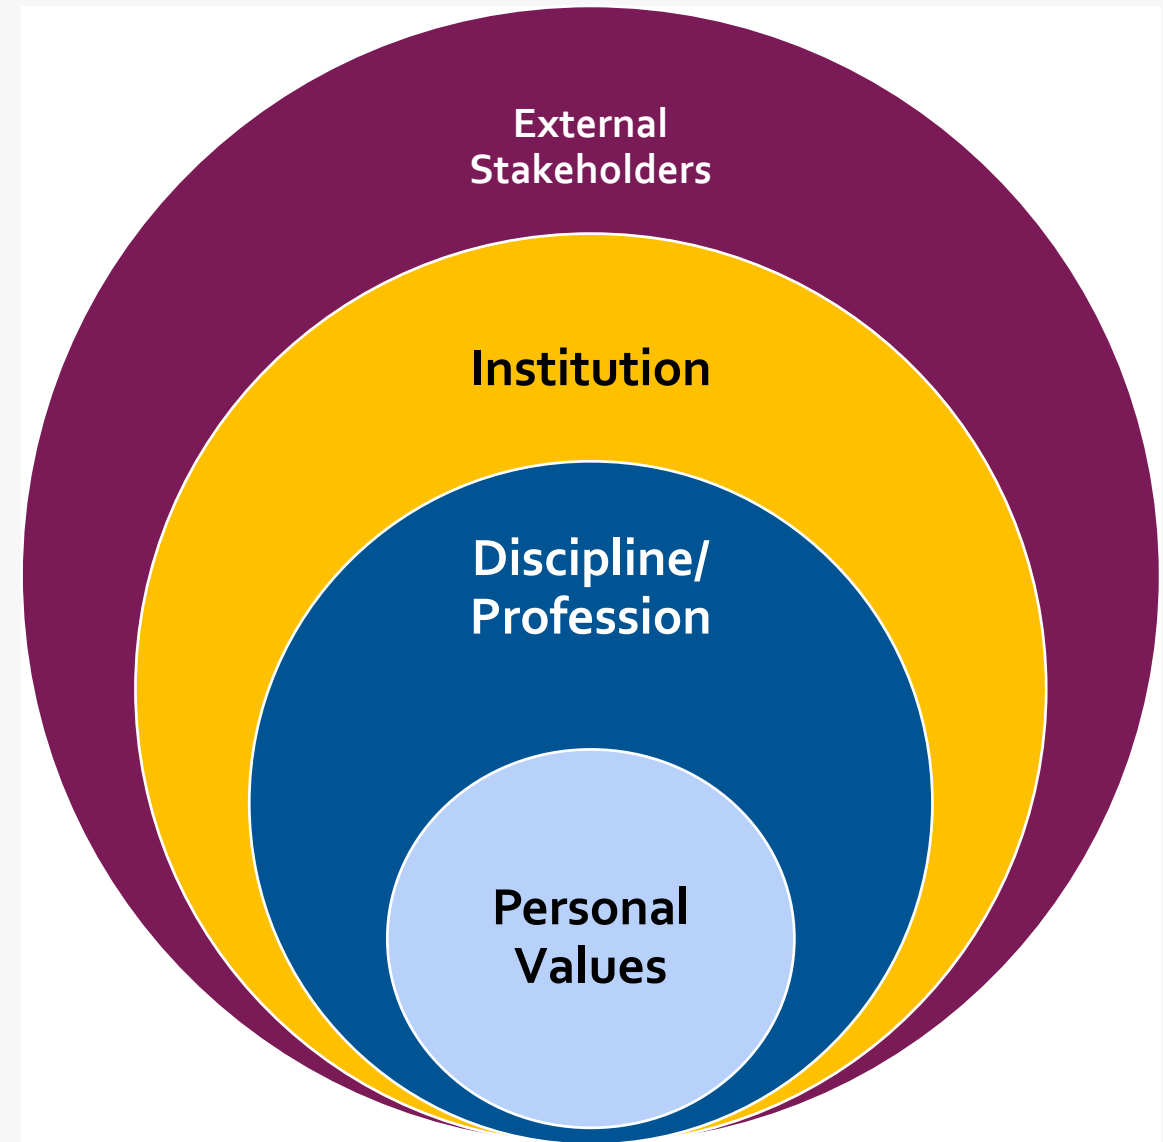 External
Stakeholders
Institution
Discipline/
Profession
Personal
Values